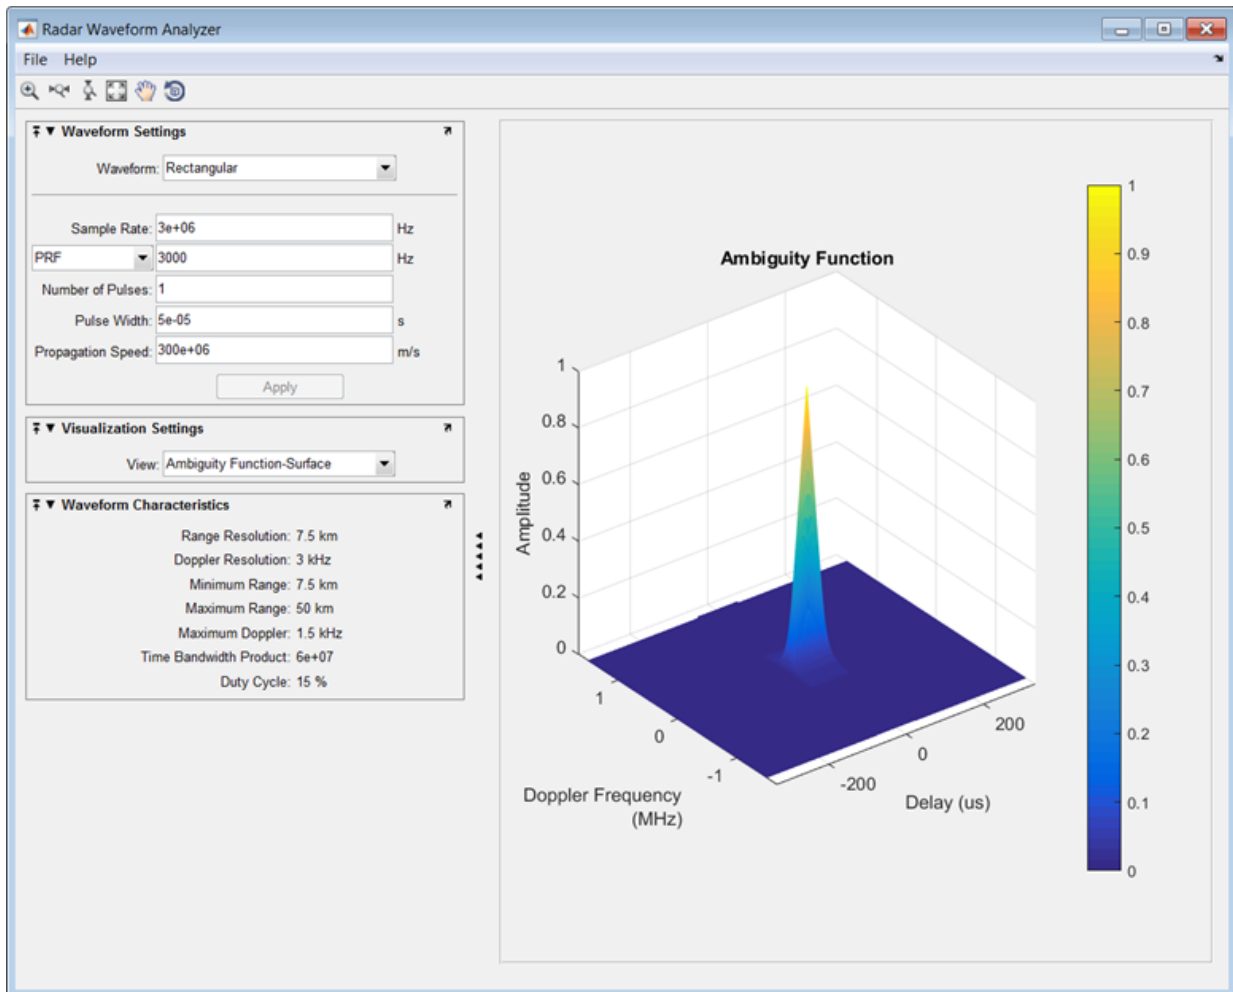 Radar Waveform Analyzer
File Help
Waveform Settings
Waveform: Rectangular
Sample Rate: 3e+06 Hz
PRF 3000 Hz
Number of Pulses: 1
Pulse Width: 5e-05 s
Propagation Speed: 300e+06 m/s
Apply
Visualization Settings
View: Ambiguity Function-Surface
Waveform Characteristics
Range Resolution: 7.5 km
Doppler Resolution: 3 kHz
Minimum Range: 7.5 km
Maximum Range: 50 km
Maximum Doppler: 1.5 kHz
Time Bandwidth Product: 6e+07
Duty Cycle: 15 %
Ambiguity Function
1
0.8
0.6
0.4
0.2
0
Amplitude
1
0
-1
Doppler Frequency
(MHz)
-200
0
200
Delay (us)
1
0.9
0.8
0.7
0.6
0.5
0.4
0.3
0.2
0.1
0